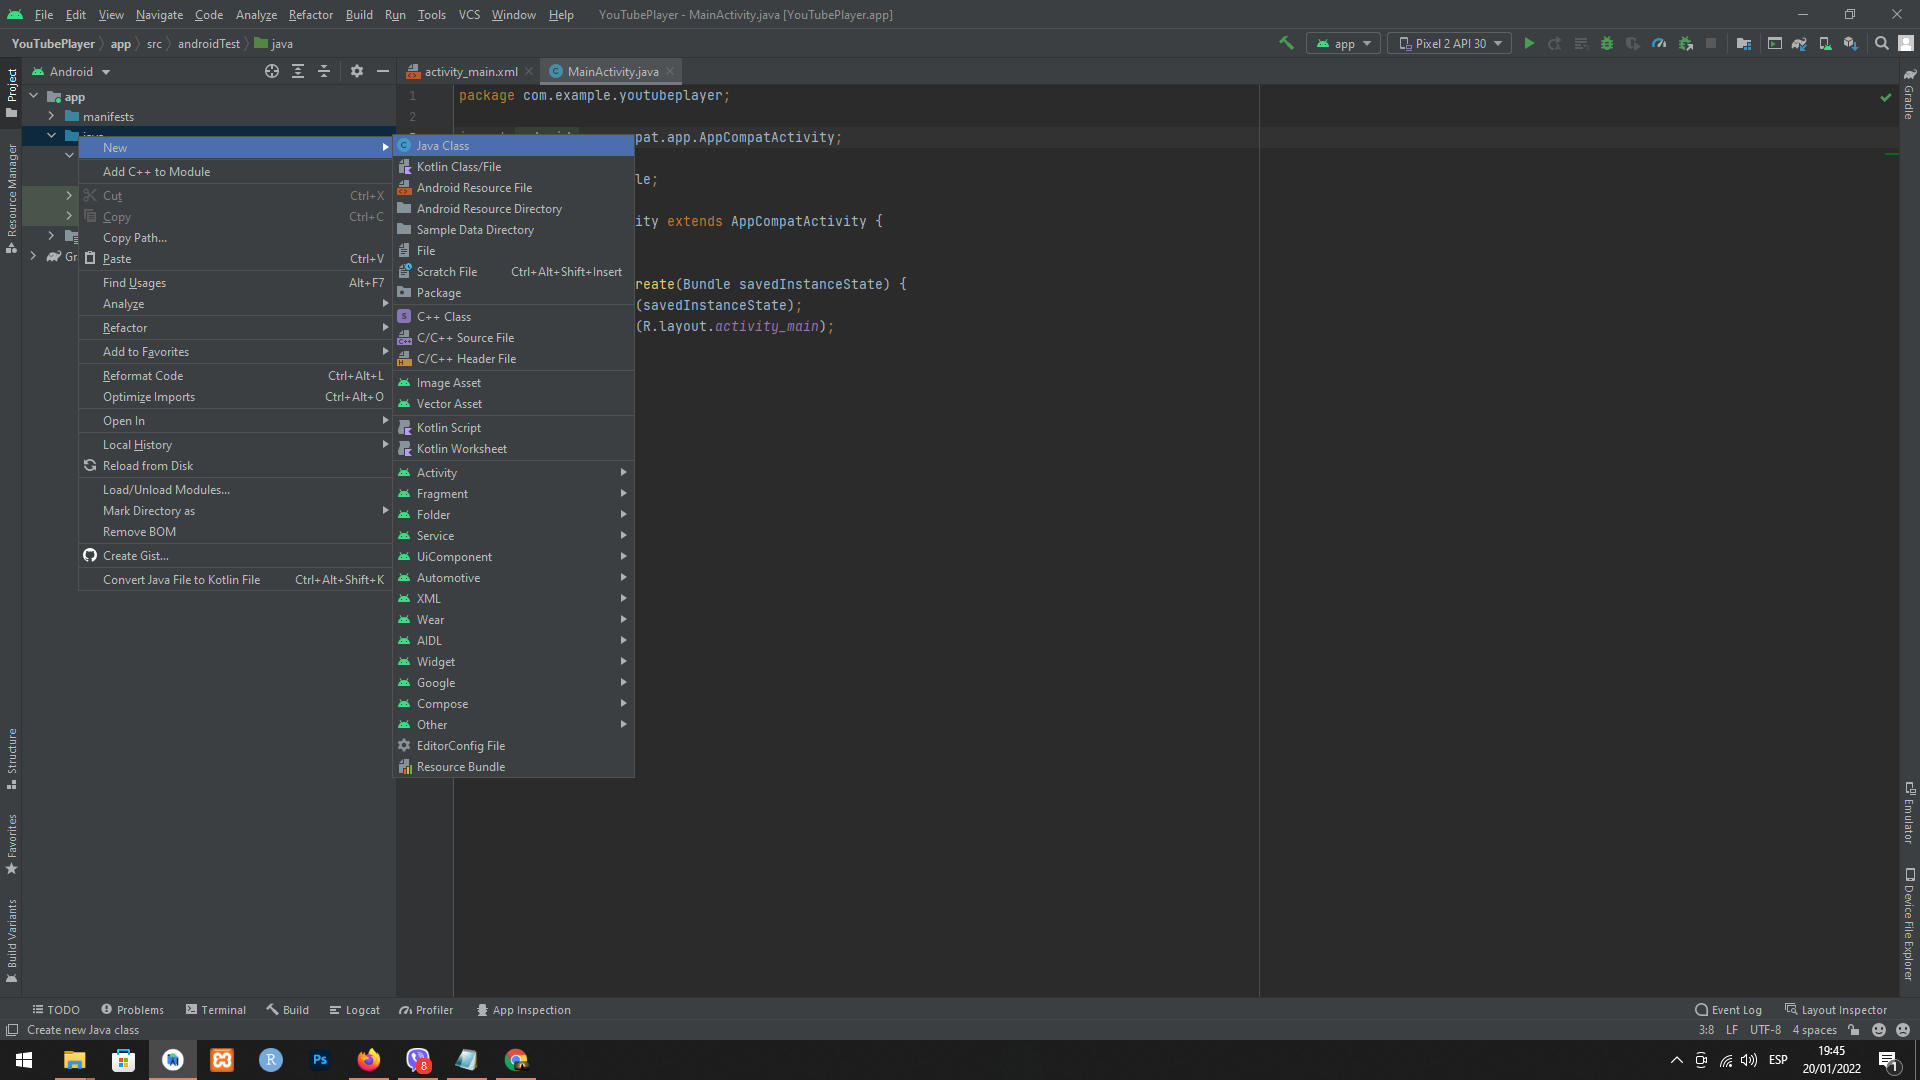 File Edit View Navigate Code Analyze Refactor Build Run Tools VCS Window Help YouTubePlayer - MainActivity.java [YouTubePlayer.app]
YouTubePlayer app src androidTest java
app Pixel 2 API 30
Android
activity_main.xml MainActivity.java
app
manifests
Gr
1 package com.example.youtubeplayer;
2
pat.app.AppCompatActivity;
le;
ity extends AppCompatActivity {
reate(Bundle savedInstanceState) {
(savedInstanceState);
(R.layout.activity_main);
New
Add C++ to Module
Cut Ctrl+X
Copy Ctrl+C
Copy Path...
Paste Ctrl+V
Find Usages Alt+F7
Analyze
Refactor
Add to Favorites
Reformat Code Ctrl+Alt+L
Optimize Imports Ctrl+Alt+O
Open In
Local History
Reload from Disk
Load/Unload Modules...
Mark Directory as
Remove BOM
Create Gist...
Convert Java File to Kotlin File Ctrl+Alt+Shift+K
Java Class
Kotlin Class/File
Android Resource File
Android Resource Directory
Sample Data Directory
File
Scratch File Ctrl+Alt+Shift+Insert
Package
C++ Class
C/C++ Source File
C/C++ Header File
Image Asset
Vector Asset
Kotlin Script
Kotlin Worksheet
Activity
Fragment
Folder
Service
UiComponent
Automotive
XML
Wear
AIDL
Widget
Google
Compose
Other
EditorConfig File
Resource Bundle
Project
Resource Manager
Structure
Favorites
Build Variants
Gradle
Emulator
Device File Explorer
TODO Problems Terminal Build Logcat Profiler App Inspection Event Log Layout Inspector
Create new Java class 3:8 LF UTF-8 4 spaces
R Ps 8 ESP
19:45
20/01/2022
1